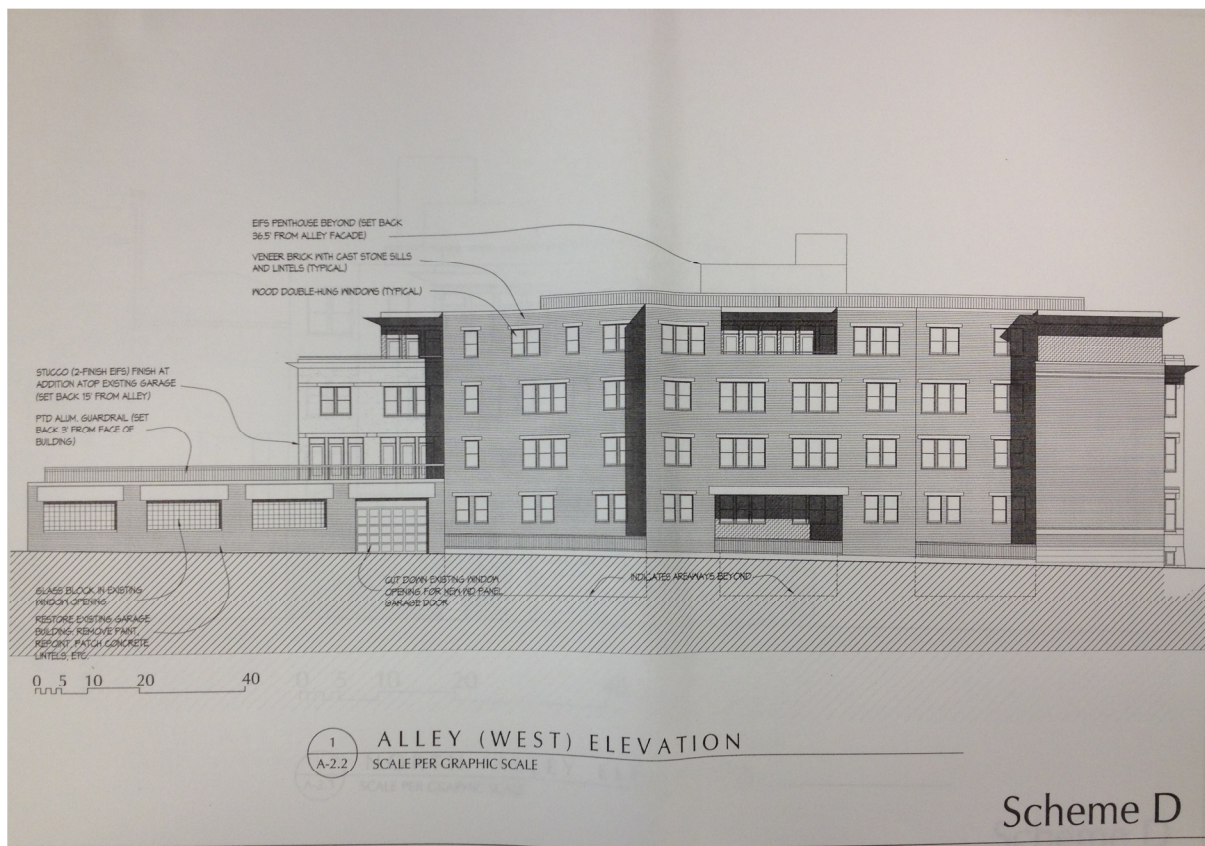 EIFS PENTHOUSE BEYOND (SET BACK
36.5' FROM ALLEY FACADE)
VENEER BRICK WITH CAST STONE SILLS
AND LINTELS (TYPICAL)
WOOD DOUBLE-HUNG WINDOWS (TYPICAL)
STUCCO (2-FINISH EIFS) FINISH AT
ADDITION ATOP EXISTING GARAGE
(SET BACK 15' FROM ALLEY)
PTD ALUM. GUARDRAIL (SET
BACK 3' FROM FACE OF
BUILDING)
GLASS BLOCK IN EXISTING
WINDOW OPENING
RESTORE EXISTING GARAGE
BUILDING: REMOVE PAINT,
REPOINT, PATCH CONCRETE
LINTELS, ETC.
CUT DOWN EXISTING WINDOW
OPENING FOR NEW WD PANEL
GARAGE DOOR
INDICATES AREAWAYS BEYOND
0 5 10 20 40
1
A-2.2
ALLEY (WEST) ELEVATION
SCALE PER GRAPHIC SCALE
Scheme D